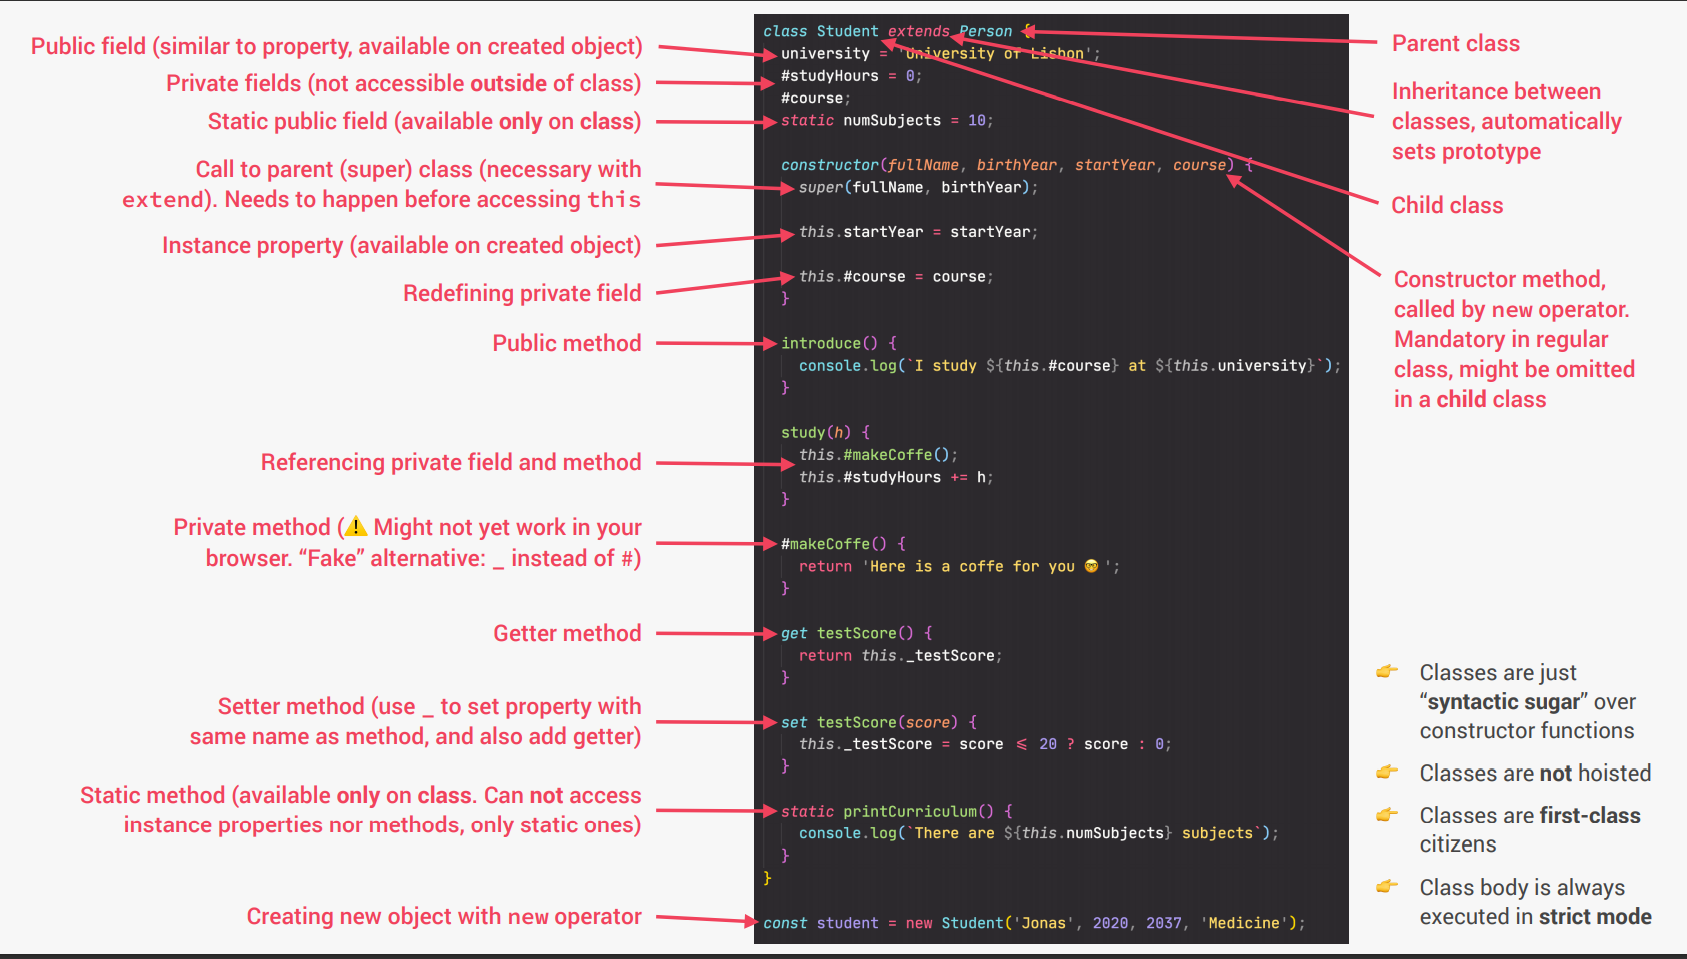 Public field (similar to property, available on created object)
Private fields (not accessible outside of class)
Static public field (available only on class)
Call to parent (super) class (necessary with
extend). Needs to happen before accessing this
Instance property (available on created object)
Redefining private field
Public method
Referencing private field and method
Private method (⚠️ Might not yet work in your
browser. “Fake” alternative: _ instead of #)
Getter method
Setter method (use _ to set property with
same name as method, and also add getter)
Static method (available only on class. Can not access
instance properties nor methods, only static ones)
Creating new object with new operator
class Student extends Person {
university = 'University of Lisbon';
#studyHours = 0;
#course;
static numSubjects = 10;
constructor(fullName, birthYear, startYear, course) {
super(fullName, birthYear);
this.startYear = startYear;
this.#course = course;
}
introduce() {
console.log(`I study ${this.#course} at ${this.university}`);
}
study(h) {
this.#makeCoffe();
this.#studyHours += h;
}
#makeCoffe() {
return 'Here is a coffe for you 🤓 ';
}
get testScore() {
return this._testScore;
}
set testScore(score) {
this._testScore = score ⩽ 20 ? score : 0;
}
static printCurriculum() {
console.log(`There are ${this.numSubjects} subjects`);
}
}
const student = new Student('Jonas', 2020, 2037, 'Medicine');
Parent class
Inheritance between
classes, automatically
sets prototype
Child class
Constructor method,
called by new operator.
Mandatory in regular
class, might be omitted
in a child class
👉 Classes are just
“syntactic sugar” over
constructor functions
👉 Classes are not hoisted
👉 Classes are first-class
citizens
👉 Class body is always
executed in strict mode